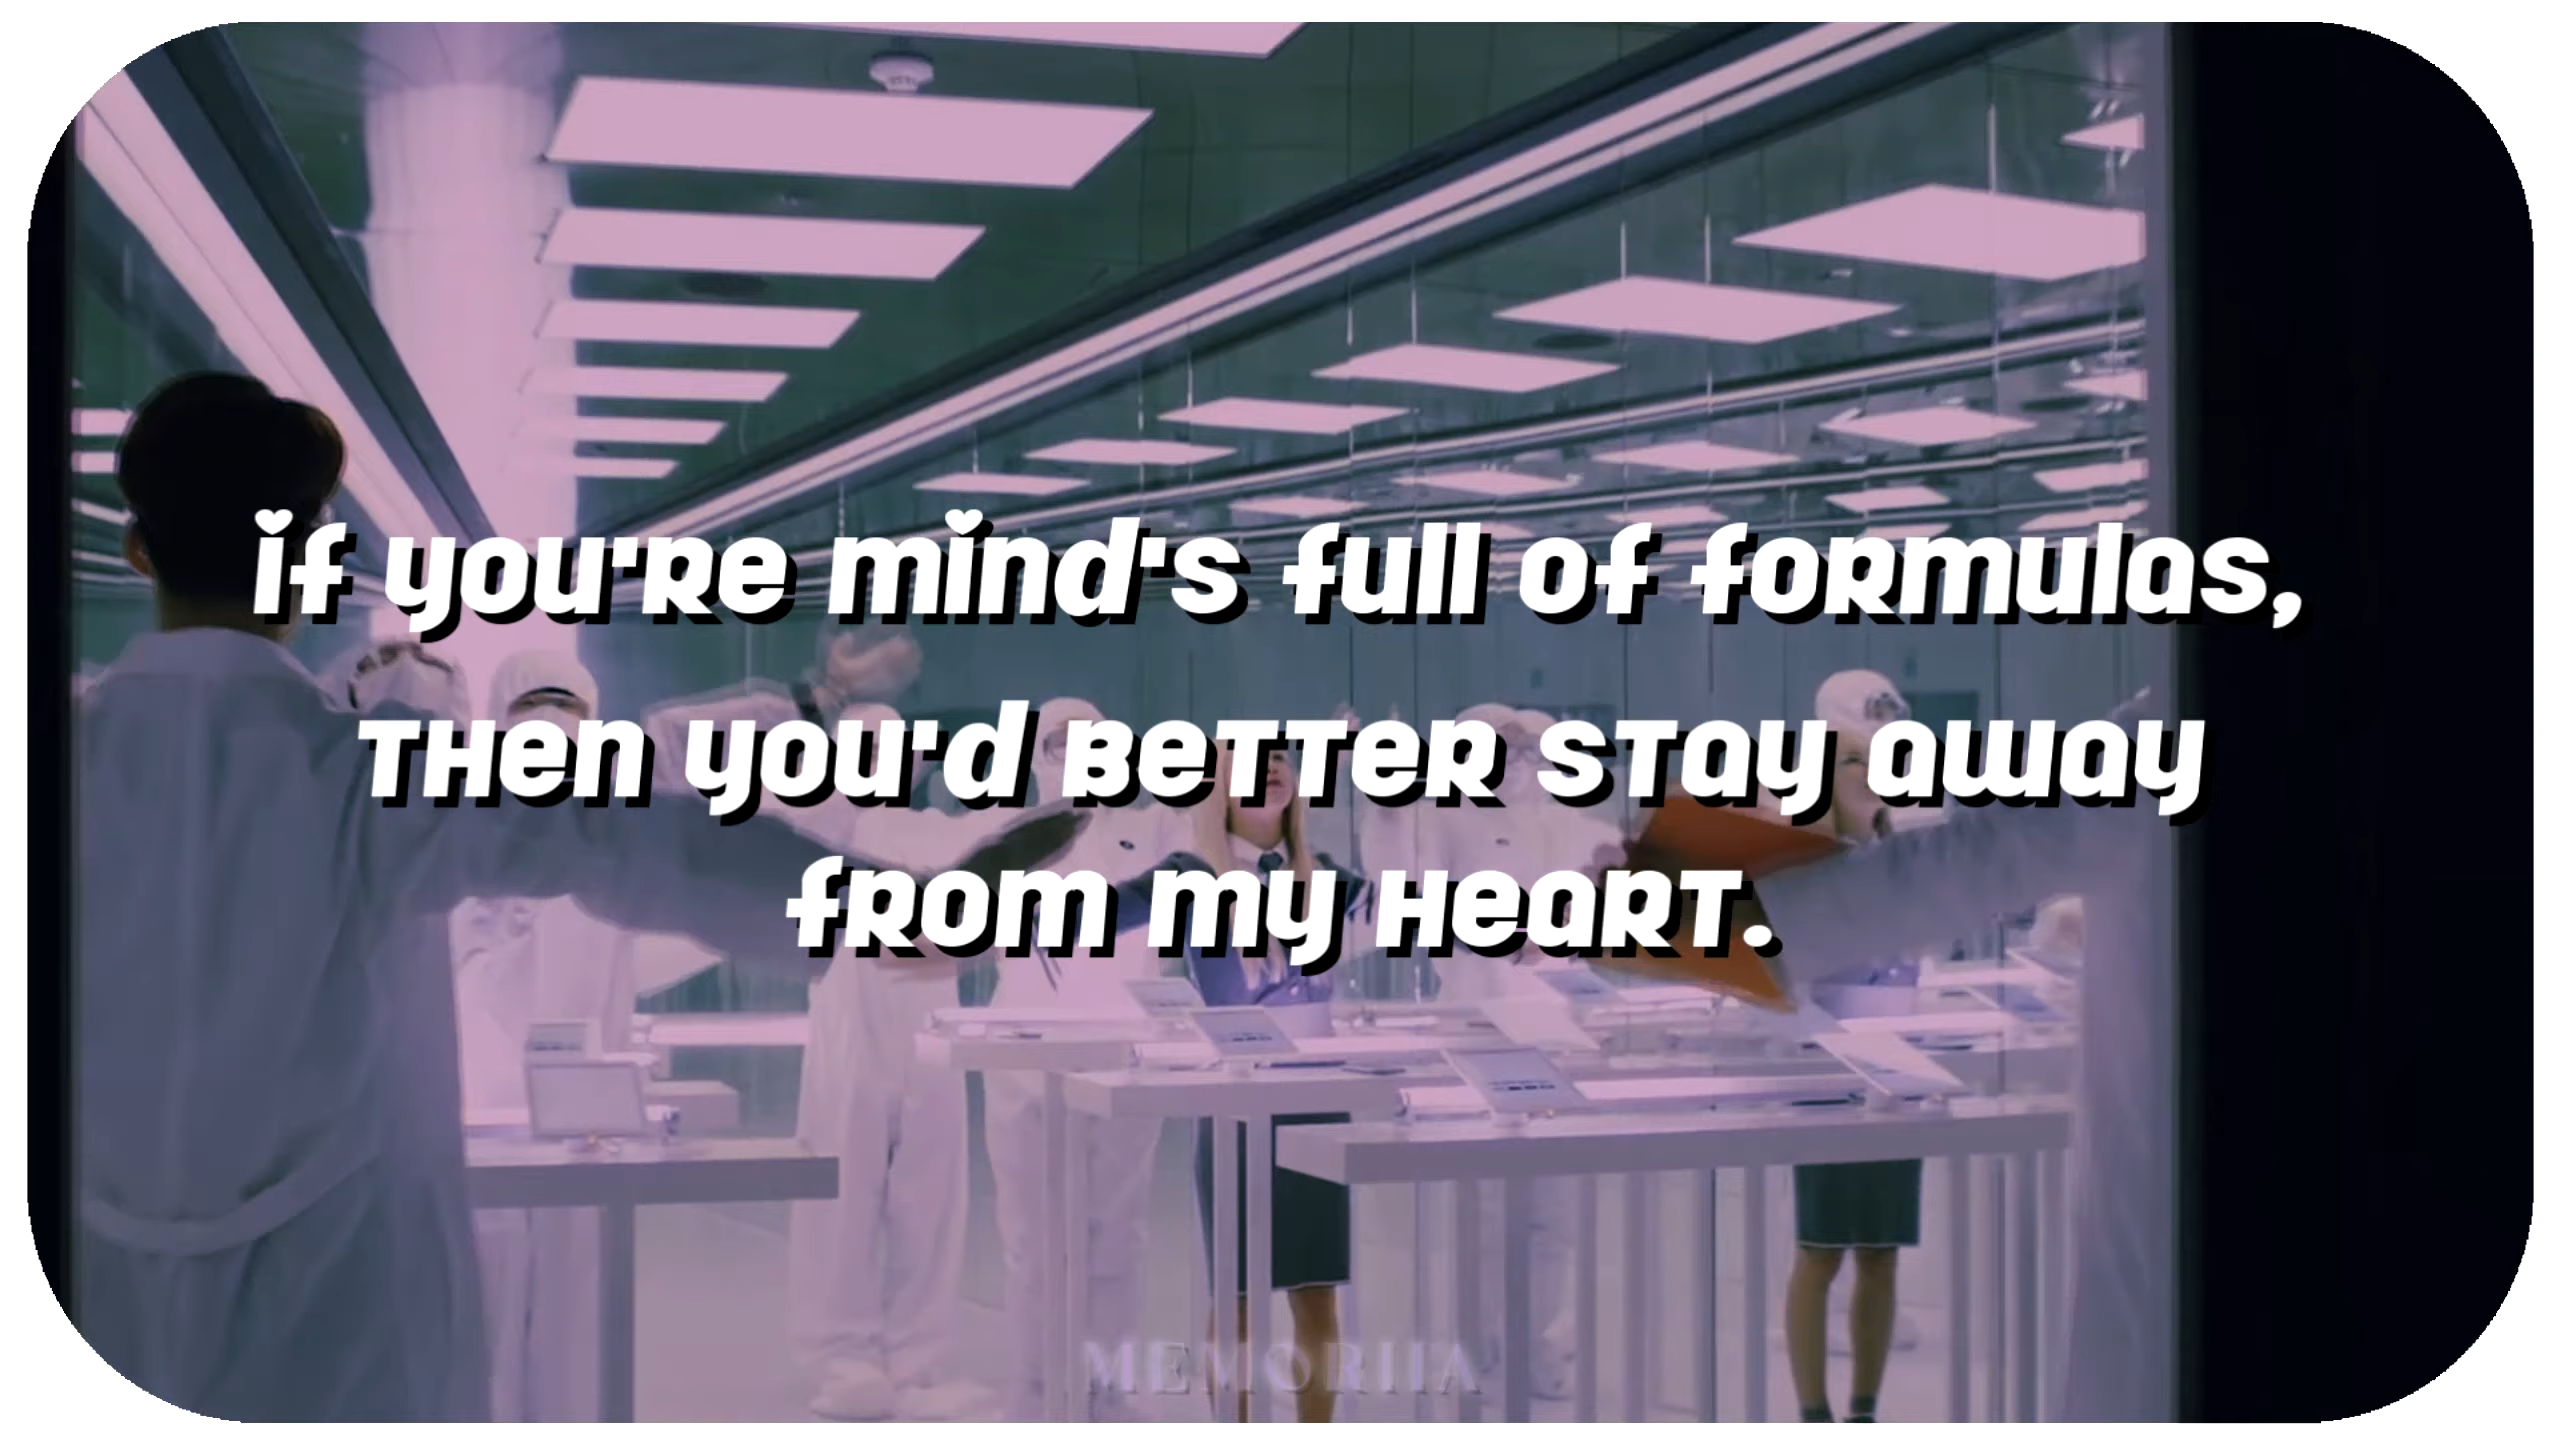 if you're mind's full of formulas,
then you'd better stay away
from my heart.
MEMORIIA